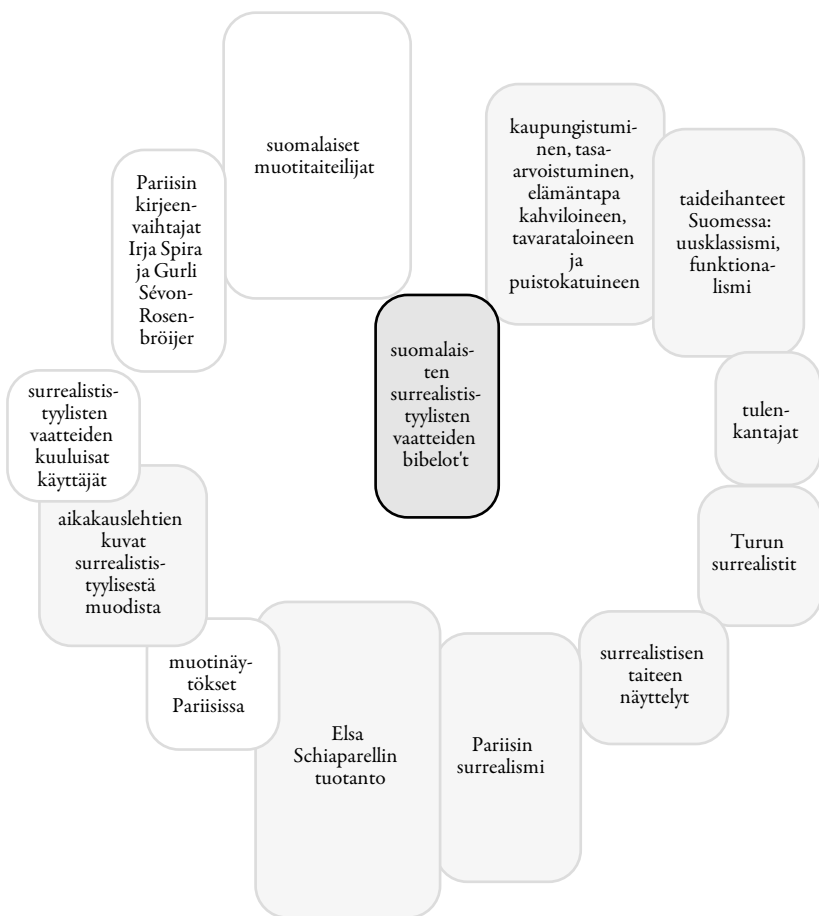 suomalaiset
muotitaiteilijat
kaupungistumi-
nen, tasa-
arvoistuminen,
elämäntapa
kahviloineen,
tavarataloineen
ja
puistokatuineen
taideihanteet
Suomessa:
uusklassismi,
funktiona-
lismi
Pariisin
kirjeen-
vaihtajat
Irja Spira
ja Gurli
Sévon-
Rosen-
bröijer
suomalais-
ten
surrealistis-
tyylisten
vaatteiden
bibelot't
tulen-
kantajat
surrealistis-
tyylisten
vaatteiden
kuuluisat
käyttäjät
aikakauslehtien
kuvat
surrealistis-
tyylisestä
muodista
Turun
surrealistit
muotinäy-
tökset
Pariisissa
surrealistisen
taiteen
näyttelyt
Elsa
Schiaparellin
tuotanto
Pariisin
surrealismi